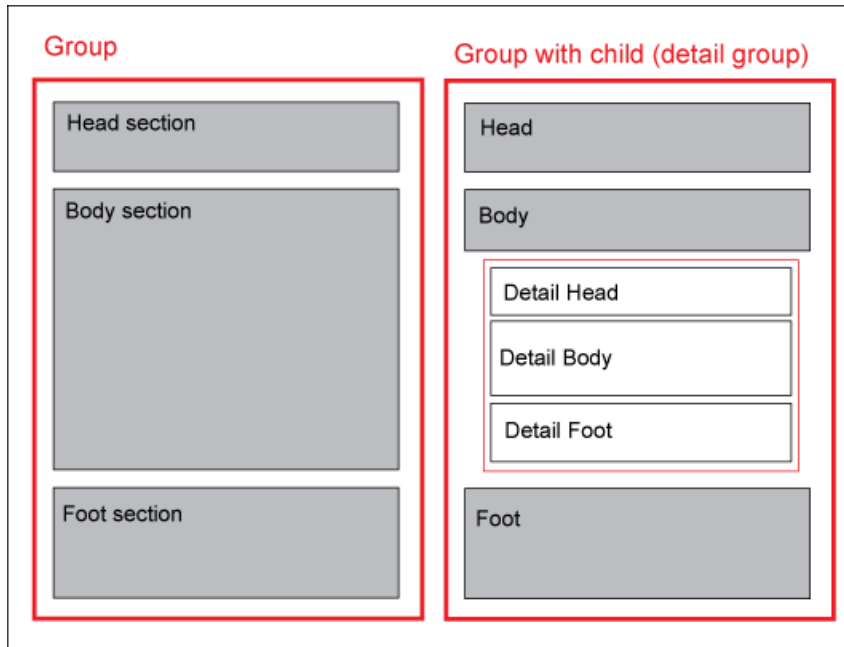 Group
Head section
Body section
Foot section
Group with child (detail group)
Head
Body
Detail Head
Detail Body
Detail Foot
Foot